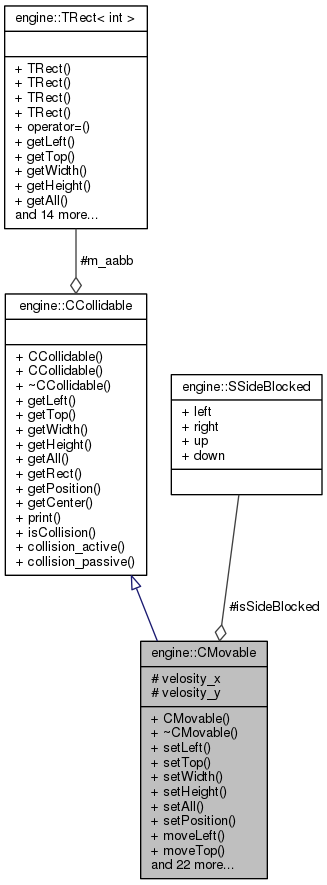 engine::TRect< int >
+ TRect()
+ TRect()
+ TRect()
+ TRect()
+ operator=()
+ getLeft()
+ getTop()
+ getWidth()
+ getHeight()
+ getAll()
and 14 more...
#m_aabb
engine::CCollidable
+ CCollidable()
+ CCollidable()
+ ~CCollidable()
+ getLeft()
+ getTop()
+ getWidth()
+ getHeight()
+ getAll()
+ getRect()
+ getPosition()
+ getCenter()
+ print()
+ isCollision()
+ collision_active()
+ collision_passive()
engine::SSideBlocked
+ left
+ right
+ up
+ down
#isSideBlocked
engine::CMovable
# velosity_x
# velosity_y
+ CMovable()
+ ~CMovable()
+ setLeft()
+ setTop()
+ setWidth()
+ setHeight()
+ setAll()
+ setPosition()
+ moveLeft()
+ moveTop()
and 22 more...